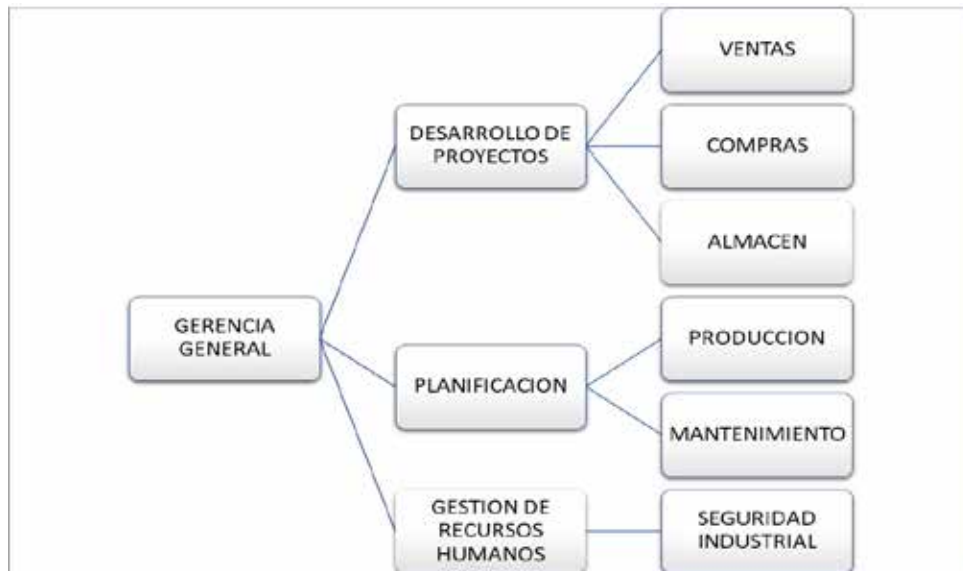 VENTAS
DESARROLLO DE
PROYECTOS
COMPRAS
ALMACEN
GERENCIA
GENERAL
PRODUCCION
PLANIFICACION
MANTENIMIENTO
GESTION DE
RECURSOS
HUMANOS
SEGURIDAD
INDUSTRIAL